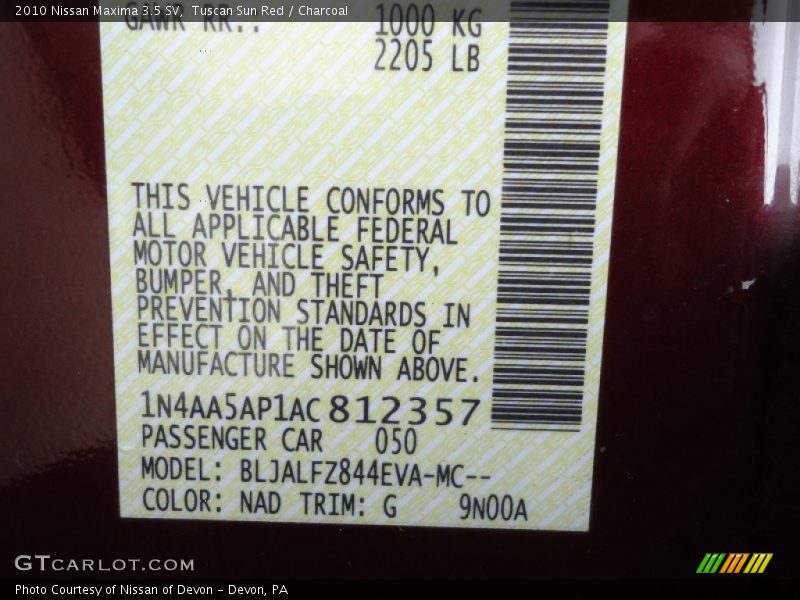 2010 Nissan Maxima 3.5 SV,  Tuscan Sun Red / Charcoal
GAWR RR.: 1000 KG
2205 LB
THIS VEHICLE CONFORMS TO
ALL APPLICABLE FEDERAL
MOTOR VEHICLE SAFETY,
BUMPER, AND THEFT
PREVENTION STANDARDS IN
EFFECT ON THE DATE OF
MANUFACTURE SHOWN ABOVE.
1N4AA5AP1AC812357
PASSENGER CAR 050
MODEL: BLJALFZ844EVA-MC--
COLOR: NAD TRIM: G 9N00A
GTCARLOT.COM
Photo Courtesy of Nissan of Devon - Devon, PA